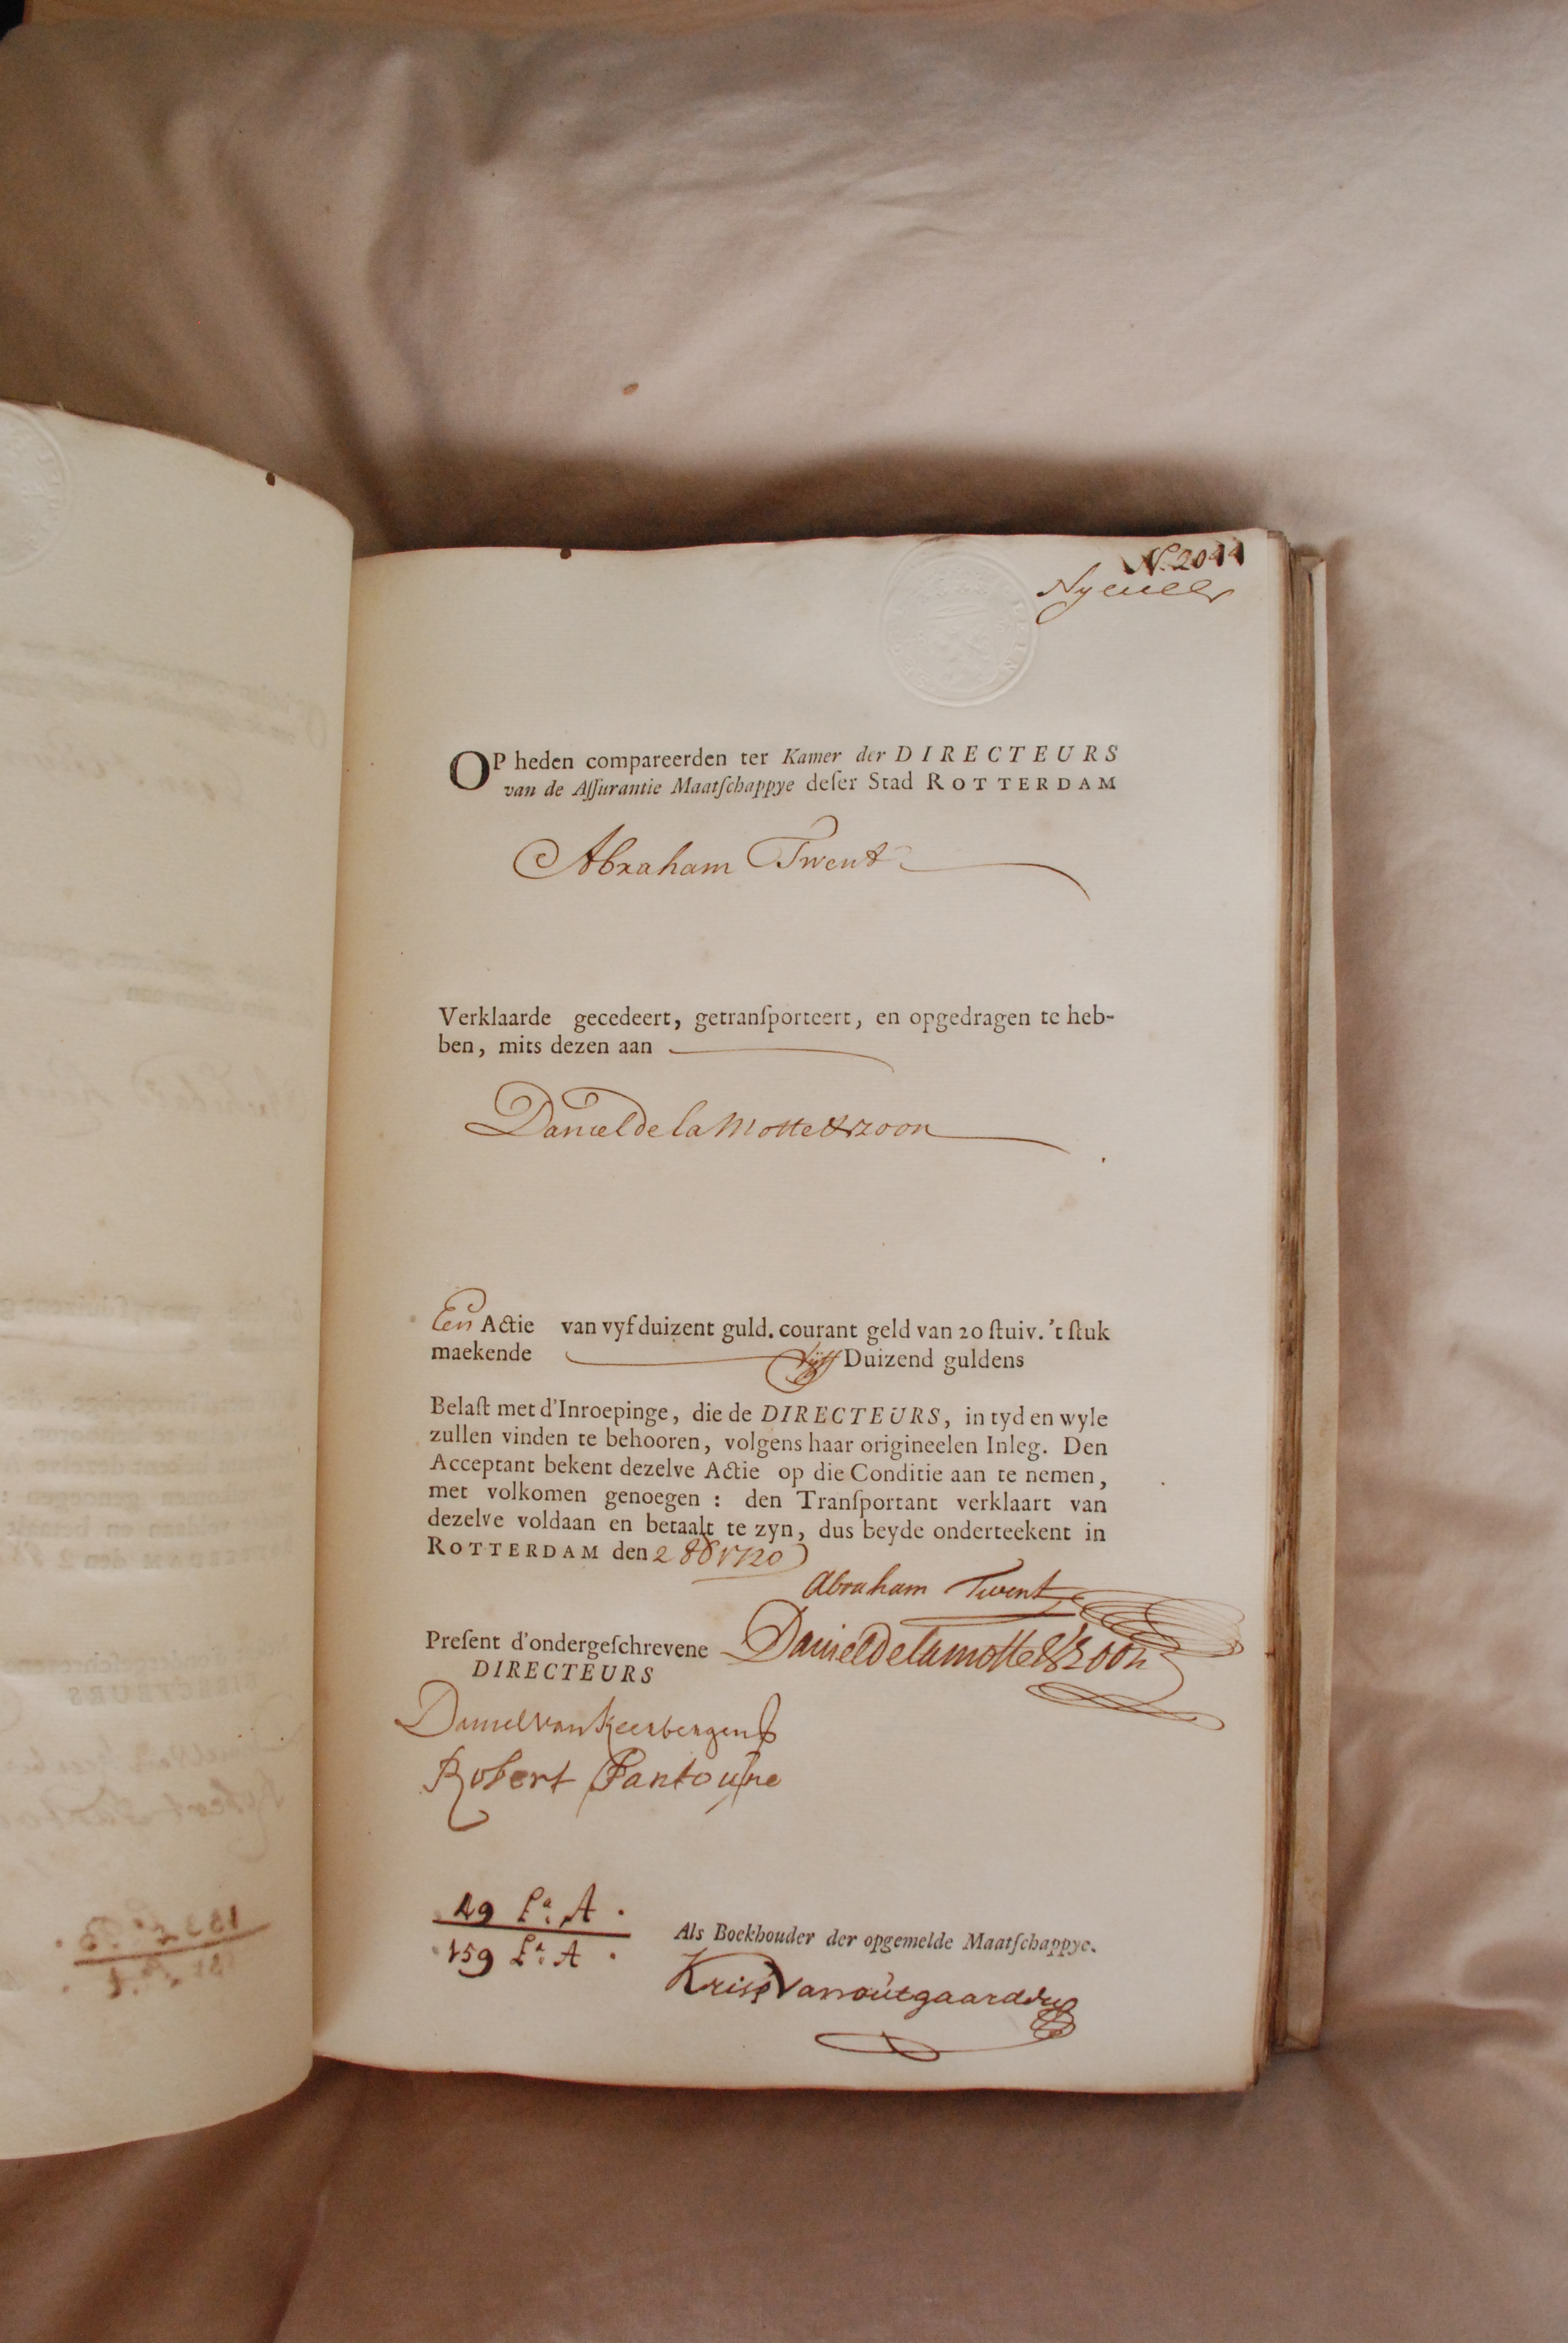 N. 2044
OP heden compareerden ter Kamer der DIRECTEURS
van de Aſſurantie Maatſchappye deſer Stad ROTTERDAM
Abraham Twent
Verklaarde gecedeert, getranſporteert, en opgedragen te heb-
ben, mits dezen aan
Daniel de la Motte & zoon
Een Actie van vyf duizent guld. courant geld van 20 ſtuiv. 't ſtuk
maekende vijff Duizend guldens
Belaſt met d'Inroepinge, die de DIRECTEURS, in tyd en wyle
zullen vinden te behooren, volgens haar origineelen Inleg. Den
Acceptant bekent dezelve Actie op die Conditie aan te nemen,
met volkomen genoegen : den Tranſportant verklaart van
dezelve voldaan en betaalt te zyn, dus beyde onderteekent in
ROTTERDAM den 2 8b 1720
Abraham Twent
Preſent d'ondergeſchrevene Daniel de la motte & zoon
DIRECTEURS
Daniel van Keerbergen
Robert Pantoune
49 La. A.
159 La. A.
Als Boekhouder der opgemelde Maatſchappye.